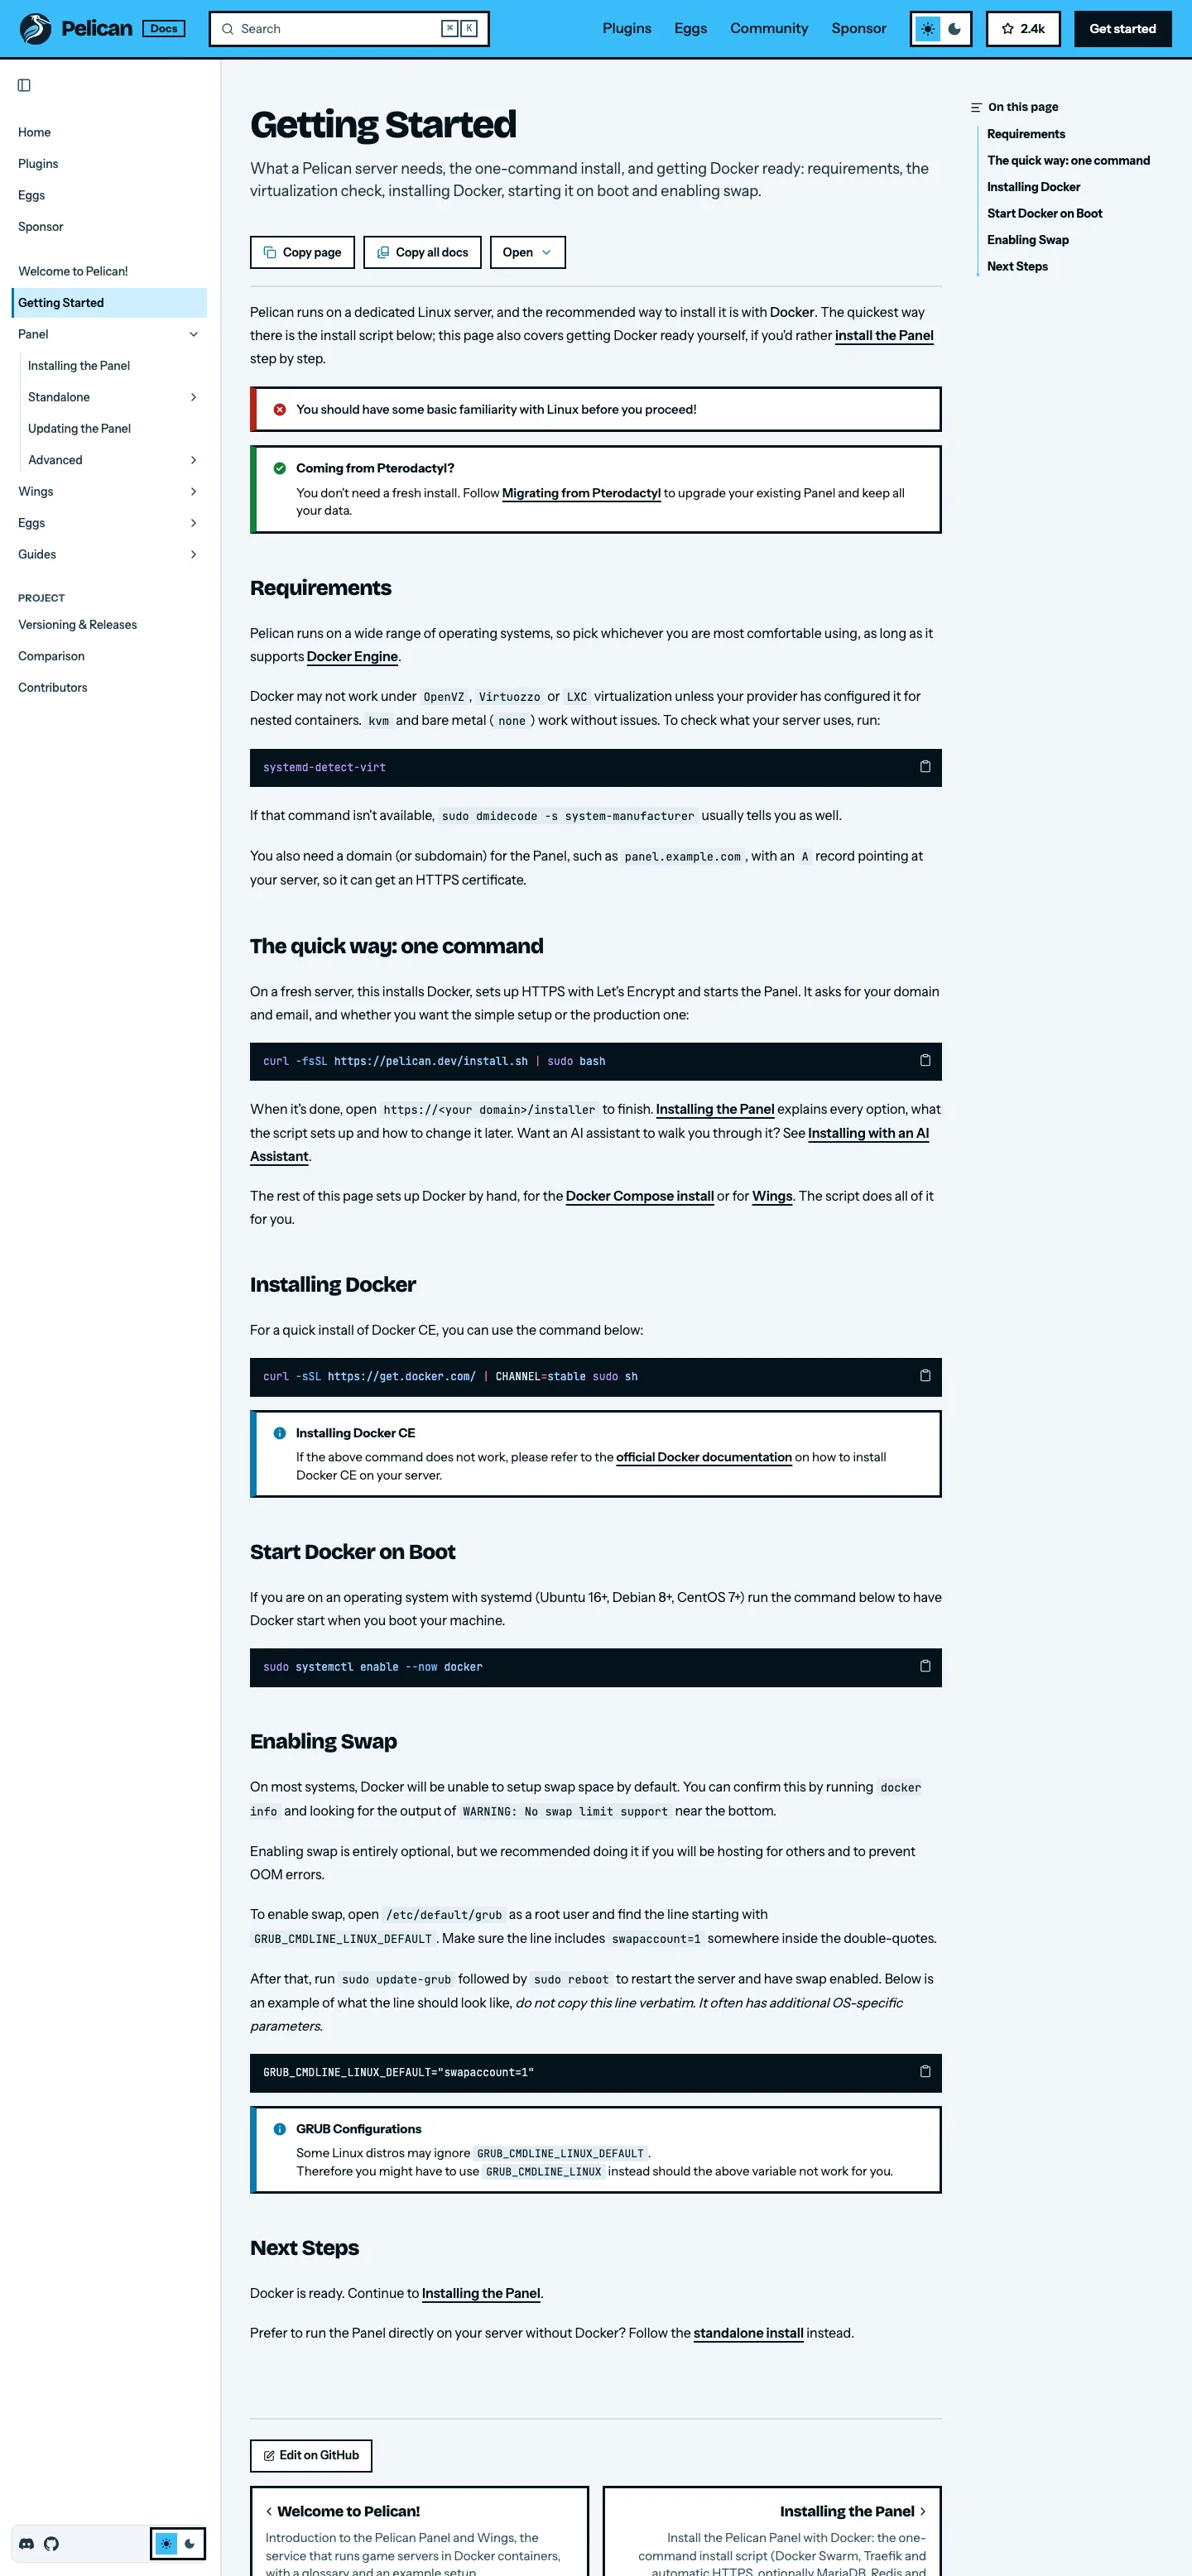 Pelican Docs
Search ⌘ K
Plugins Eggs Community Sponsor
2.4k
Get started
Home
Plugins
Eggs
Sponsor
Welcome to Pelican!
Getting Started
Panel
Installing the Panel
Standalone
Updating the Panel
Advanced
Wings
Eggs
Guides
PROJECT
Versioning & Releases
Comparison
Contributors
Getting Started
What a Pelican server needs, the one-command install, and getting Docker ready: requirements, the
virtualization check, installing Docker, starting it on boot and enabling swap.
Copy page
Copy all docs
Open
Pelican runs on a dedicated Linux server, and the recommended way to install it is with Docker. The quickest way
there is the install script below; this page also covers getting Docker ready yourself, if you'd rather install the Panel
step by step.
You should have some basic familiarity with Linux before you proceed!
Coming from Pterodactyl?
You don't need a fresh install. Follow Migrating from Pterodactyl to upgrade your existing Panel and keep all
your data.
Requirements
Pelican runs on a wide range of operating systems, so pick whichever you are most comfortable using, as long as it
supports Docker Engine.
Docker may not work under OpenVZ, Virtuozzo or LXC virtualization unless your provider has configured it for
nested containers. kvm and bare metal (none) work without issues. To check what your server uses, run:
systemd-detect-virt
If that command isn't available, sudo dmidecode -s system-manufacturer usually tells you as well.
You also need a domain (or subdomain) for the Panel, such as panel.example.com, with an A record pointing at
your server, so it can get an HTTPS certificate.
The quick way: one command
On a fresh server, this installs Docker, sets up HTTPS with Let's Encrypt and starts the Panel. It asks for your domain
and email, and whether you want the simple setup or the production one:
curl -fsSL https://pelican.dev/install.sh | sudo bash
When it's done, open https://<your domain>/installer to finish. Installing the Panel explains every option, what
the script sets up and how to change it later. Want an AI assistant to walk you through it? See Installing with an AI
Assistant.
The rest of this page sets up Docker by hand, for the Docker Compose install or for Wings. The script does all of it
for you.
Installing Docker
For a quick install of Docker CE, you can use the command below:
curl -sSL https://get.docker.com/ | CHANNEL=stable sudo sh
Installing Docker CE
If the above command does not work, please refer to the official Docker documentation on how to install
Docker CE on your server.
Start Docker on Boot
If you are on an operating system with systemd (Ubuntu 16+, Debian 8+, CentOS 7+) run the command below to have
Docker start when you boot your machine.
sudo systemctl enable --now docker
Enabling Swap
On most systems, Docker will be unable to setup swap space by default. You can confirm this by running docker
info and looking for the output of WARNING: No swap limit support near the bottom.
Enabling swap is entirely optional, but we recommended doing it if you will be hosting for others and to prevent
OOM errors.
To enable swap, open /etc/default/grub as a root user and find the line starting with
GRUB_CMDLINE_LINUX_DEFAULT. Make sure the line includes swapaccount=1 somewhere inside the double-quotes.
After that, run sudo update-grub followed by sudo reboot to restart the server and have swap enabled. Below is
an example of what the line should look like, do not copy this line verbatim. It often has additional OS-specific
parameters.
GRUB_CMDLINE_LINUX_DEFAULT="swapaccount=1"
GRUB Configurations
Some Linux distros may ignore GRUB_CMDLINE_LINUX_DEFAULT.
Therefore you might have to use GRUB_CMDLINE_LINUX instead should the above variable not work for you.
Next Steps
Docker is ready. Continue to Installing the Panel.
Prefer to run the Panel directly on your server without Docker? Follow the standalone install instead.
Edit on GitHub
Welcome to Pelican!
Introduction to the Pelican Panel and Wings, the
service that runs game servers in Docker containers,
with a glossary and an example setup
Installing the Panel
Install the Pelican Panel with Docker: the one-
command install script (Docker Swarm, Traefik and
automatic HTTPS, optionally MariaDB, Redis and
On this page
Requirements
The quick way: one command
Installing Docker
Start Docker on Boot
Enabling Swap
Next Steps